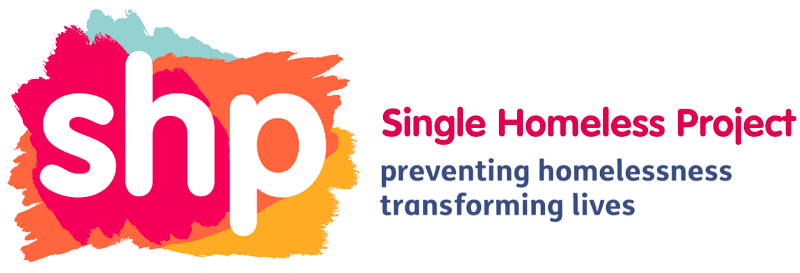 shp
Single Homeless Project
preventing homelessness
transforming lives